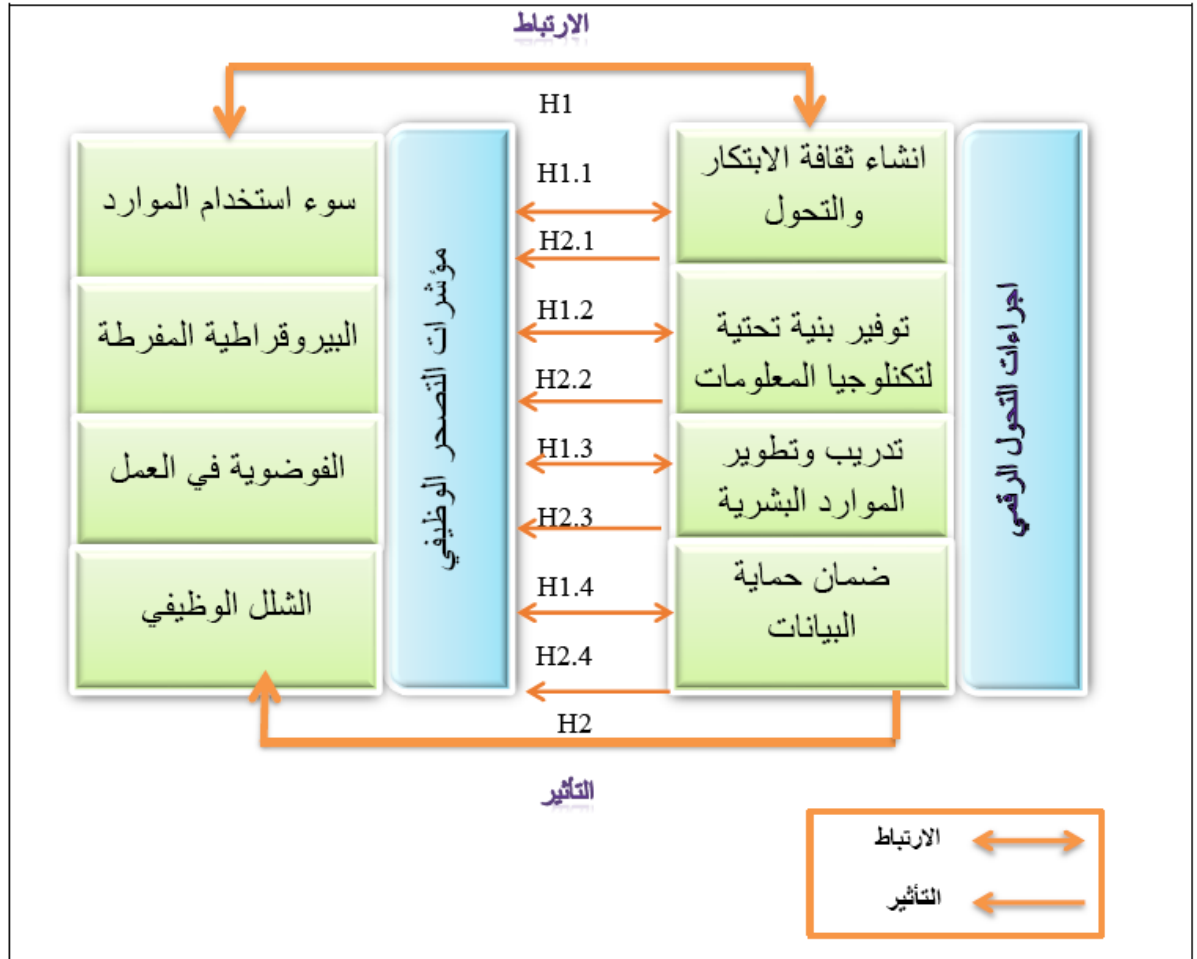 الارتباط
H1
اجراءات التحول الرقمي
انشاء ثقافة الابتكار
والتحول
توفير بنية تحتية
لتكنلوجيا المعلومات
تدريب وتطوير
الموارد البشرية
ضمان حماية
البيانات
H1.1
H2.1
H1.2
H2.2
H1.3
H2.3
H1.4
H2.4
مؤشرات التصحر الوظيفي
سوء استخدام الموارد
البيروقراطية المفرطة
الفوضوية في العمل
الشلل الوظيفي
H2
التأثير
الارتباط
التأثير